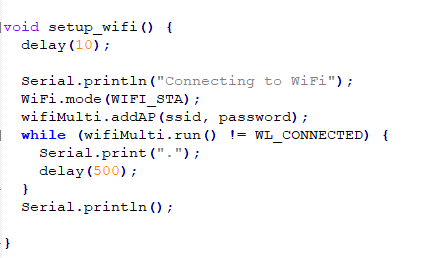 void setup_wifi() {
  delay(10);

  Serial.println("Connecting to WiFi");
  WiFi.mode(WIFI_STA);
  wifiMulti.addAP(ssid, password);
  while (wifiMulti.run() != WL_CONNECTED) {
    Serial.print(".");
    delay(500);
  }
  Serial.println();

}